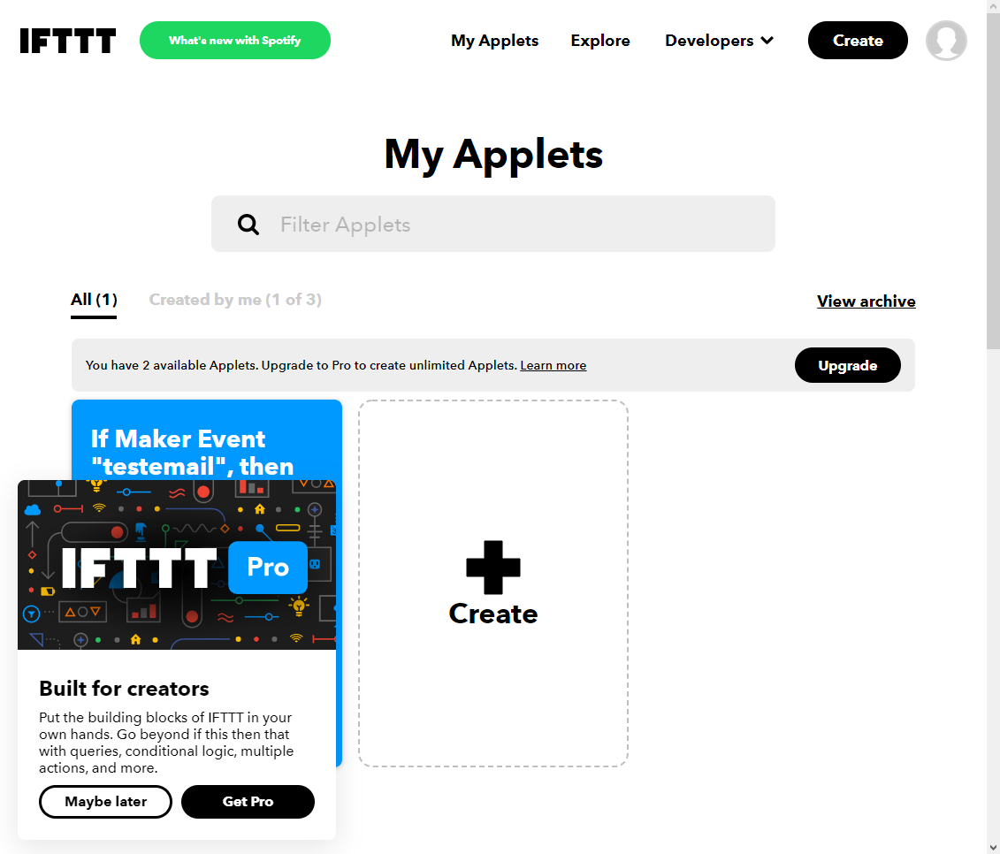 IFTTT
What's new with Spotify
My Applets
Explore
Developers
Create
My Applets
Filter Applets
All (1)
Created by me (1 of 3)
View archive
You have 2 available Applets. Upgrade to Pro to create unlimited Applets. Learn more
Upgrade
If Maker Event
"testemail", then
Create
IFTTT Pro
Built for creators
Put the building blocks of IFTTT in your
own hands. Go beyond if this then that
with queries, conditional logic, multiple
actions, and more.
Maybe later
Get Pro